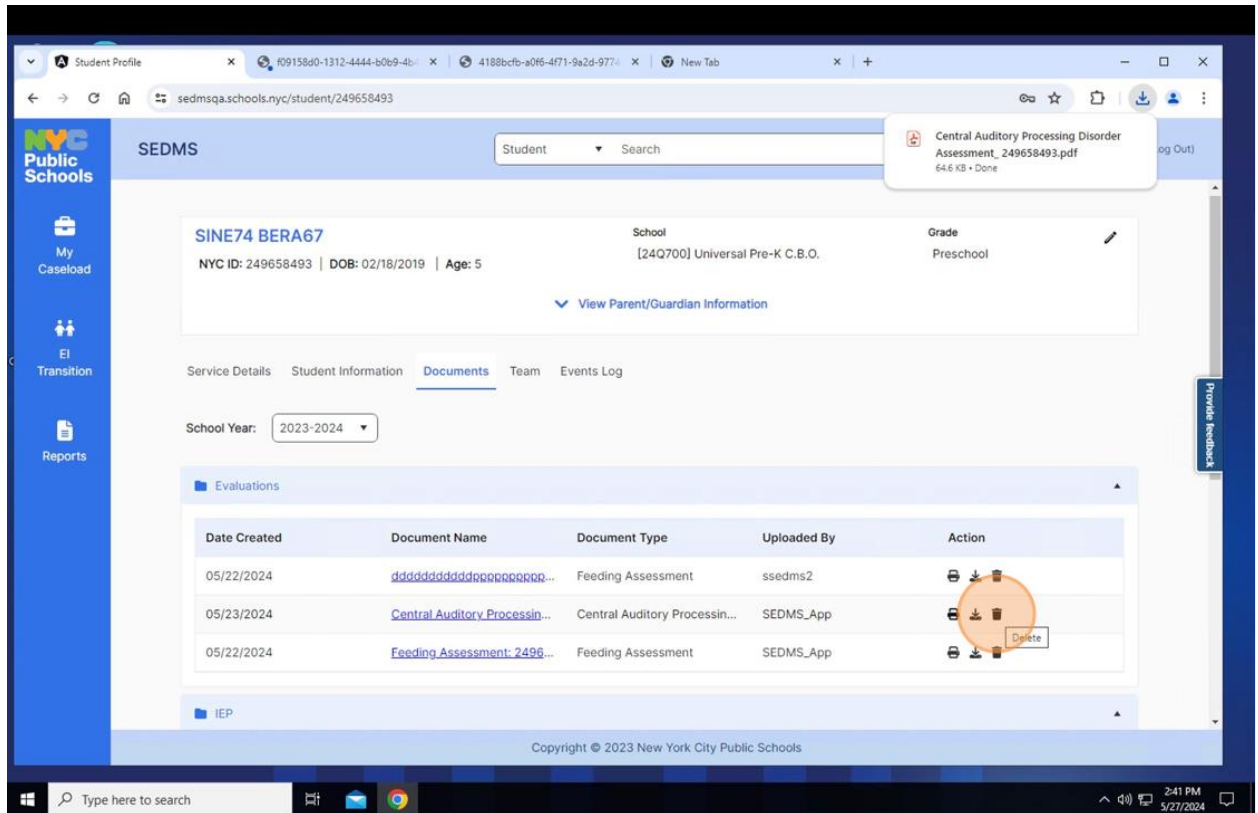 Student Profile
f09158d0-1312-4444-b0b9-4b
4188bcfb-a0f6-4f71-9a2d-977
New Tab
sedmsqa.schools.nyc/student/249658493
Central Auditory Processing Disorder
Assessment_ 249658493.pdf
64.6 KB • Done
NYC
Public
Schools
SEDMS
Student
Search
og Out)
My
Caseload
EI
Transition
Reports
SINE74 BERA67
NYC ID: 249658493 | DOB: 02/18/2019 | Age: 5
School
[24Q700] Universal Pre-K C.B.O.
Grade
Preschool
View Parent/Guardian Information
Service Details Student Information Documents Team Events Log
School Year: 2023-2024
Provide feedback
Evaluations
Date Created Document Name Document Type Uploaded By Action
05/22/2024 dddddddddddpppppppppp... Feeding Assessment ssedms2
05/23/2024 Central Auditory Processin... Central Auditory Processin... SEDMS_App
Delete
05/22/2024 Feeding Assessment: 2496... Feeding Assessment SEDMS_App
IEP
Copyright © 2023 New York City Public Schools
Type here to search
2:41 PM
5/27/2024